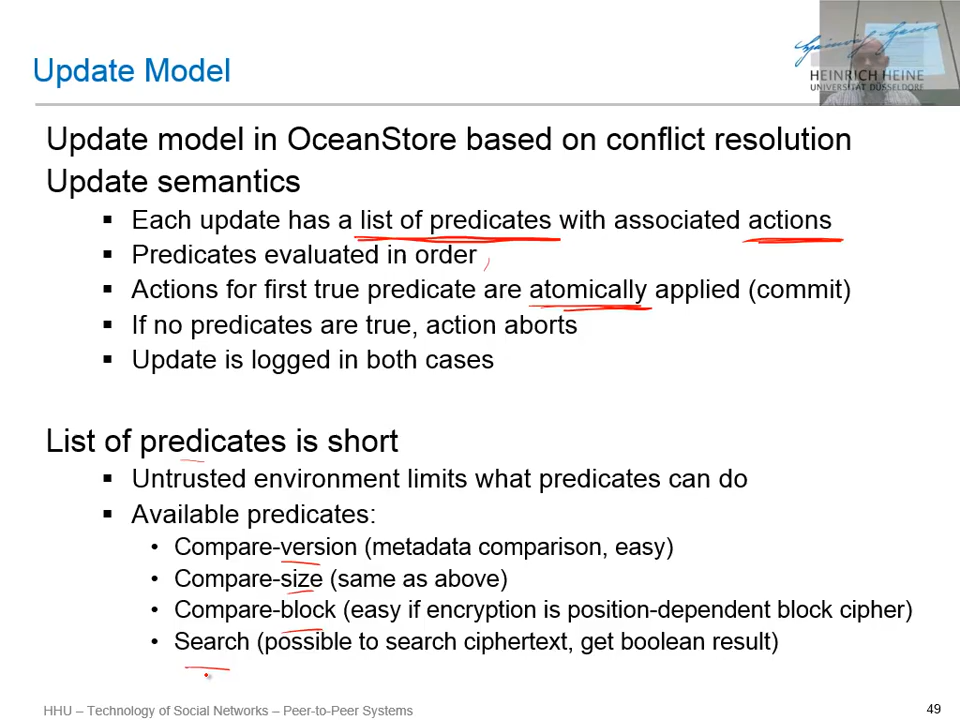 Update Model
HEINRICH HEINE
UNIVERSITÄT DÜSSELDORF
Update model in OceanStore based on conflict resolution
Update semantics
▪ Each update has a list of predicates with associated actions
▪ Predicates evaluated in order
▪ Actions for first true predicate are atomically applied (commit)
▪ If no predicates are true, action aborts
▪ Update is logged in both cases
List of predicates is short
▪ Untrusted environment limits what predicates can do
▪ Available predicates:
• Compare-version (metadata comparison, easy)
• Compare-size (same as above)
• Compare-block (easy if encryption is position-dependent block cipher)
• Search (possible to search ciphertext, get boolean result)
HHU – Technology of Social Networks – Peer-to-Peer Systems
49